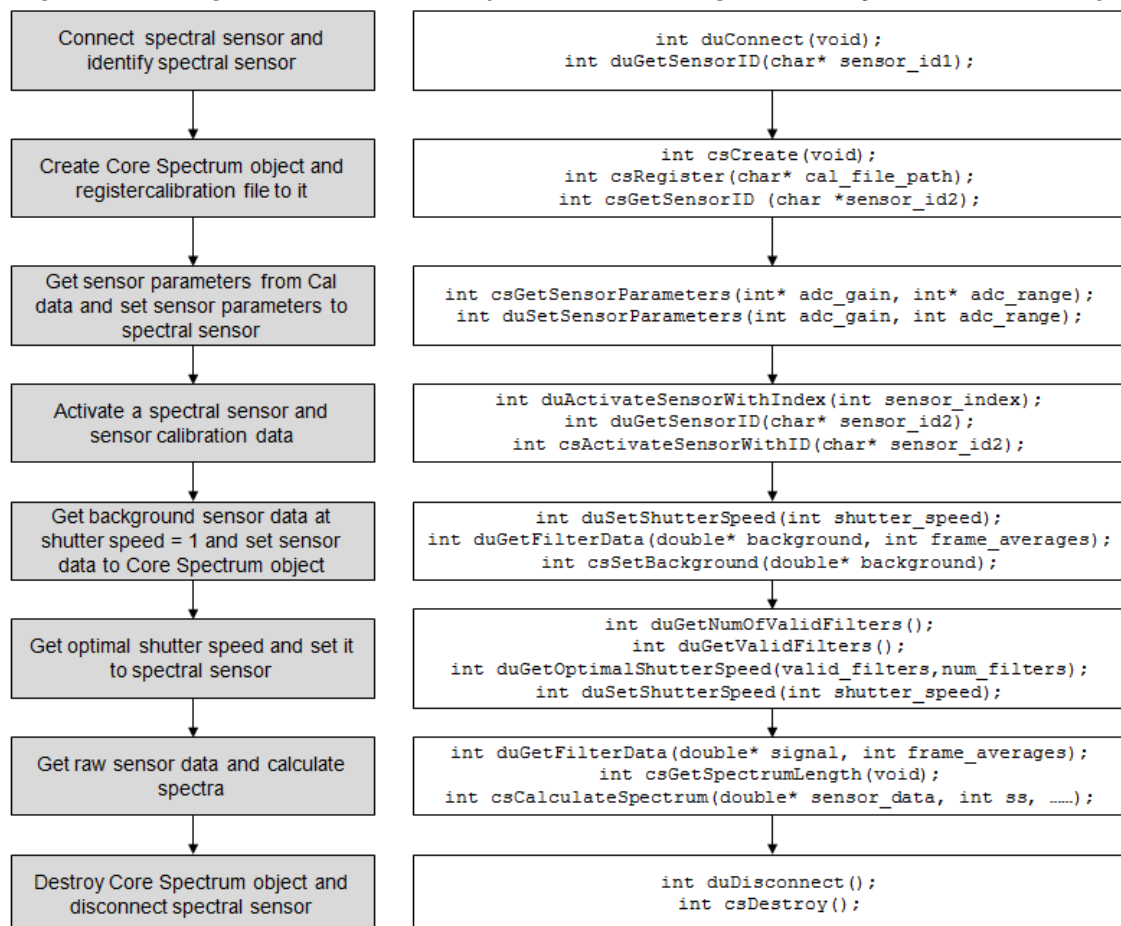 Connect spectral sensor and
identify spectral sensor
int duConnect(void);
int duGetSensorID(char* sensor_id1);
Create Core Spectrum object and
registercalibration file to it
int csCreate(void);
int csRegister(char* cal_file_path);
int csGetSensorID (char *sensor_id2);
Get sensor parameters from Cal
data and set sensor parameters to
spectral sensor
int csGetSensorParameters(int* adc_gain, int* adc_range);
int duSetSensorParameters(int adc_gain, int adc_range);
Activate a spectral sensor and
sensor calibration data
int duActivateSensorWithIndex(int sensor_index);
int duGetSensorID(char* sensor_id2);
int csActivateSensorWithID(char* sensor_id2);
Get background sensor data at
shutter speed = 1 and set sensor
data to Core Spectrum object
int duSetShutterSpeed(int shutter_speed);
int duGetFilterData(double* background, int frame_averages);
int csSetBackground(double* background);
Get optimal shutter speed and set it
to spectral sensor
int duGetNumOfValidFilters();
int duGetValidFilters();
int duGetOptimalShutterSpeed(valid_filters,num_filters);
int duSetShutterSpeed(int shutter_speed);
Get raw sensor data and calculate
spectra
int duGetFilterData(double* signal, int frame_averages);
int csGetSpectrumLength(void);
int csCalculateSpectrum(double* sensor_data, int ss, ……);
Destroy Core Spectrum object and
disconnect spectral sensor
int duDisconnect();
int csDestroy();